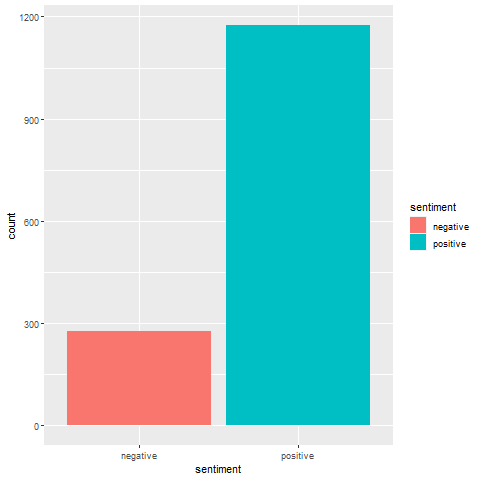 1200
900
600
300
0
count
negative
positive
sentiment
sentiment
negative
positive